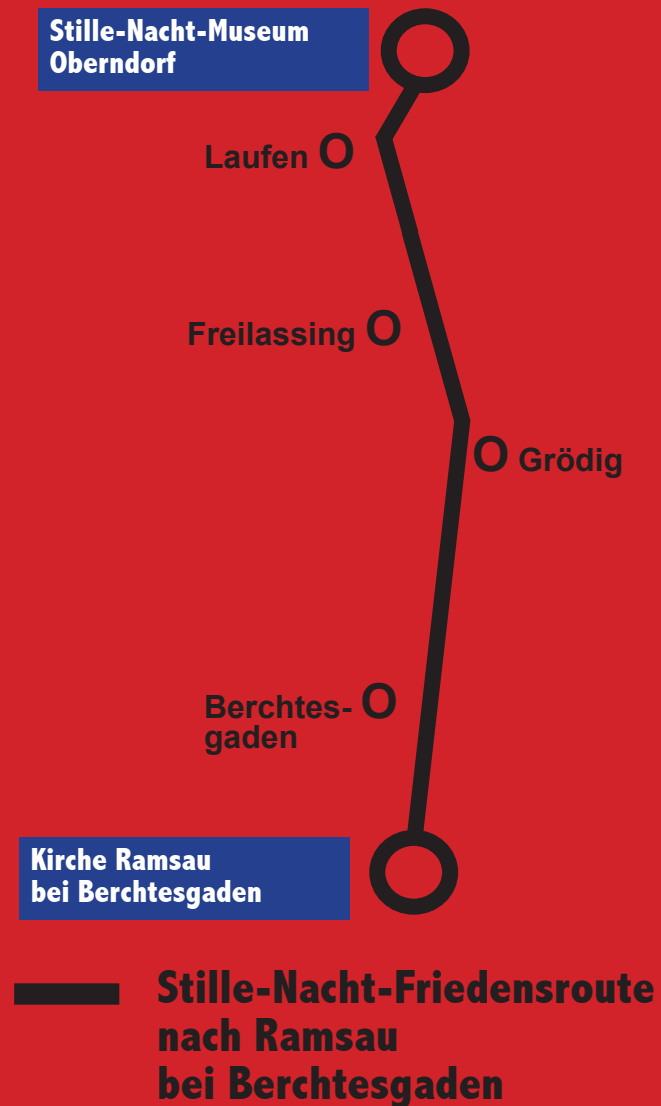 Stille-Nacht-Museum
Oberndorf
Laufen
Freilassing
Grödig
Berchtes-
gaden
Kirche Ramsau
bei Berchtesgaden
Stille-Nacht-Friedensroute
nach Ramsau
bei Berchtesgaden